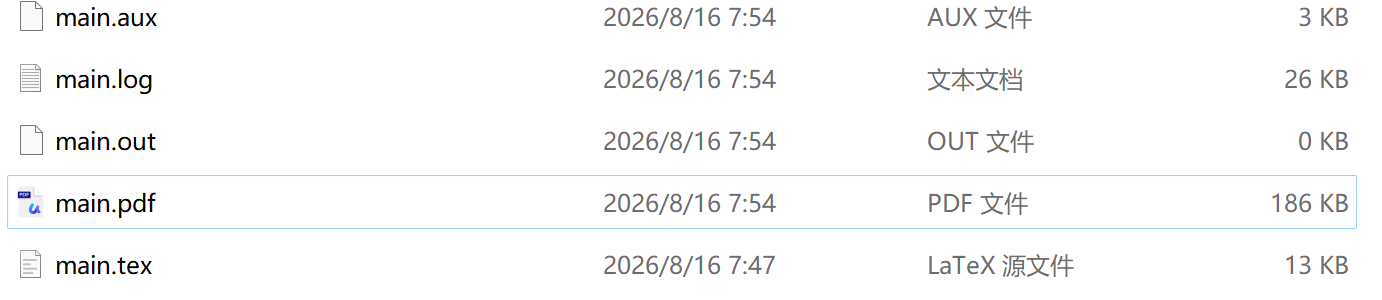 main.aux 2026/8/16 7:54 AUX 文件 3 KB
main.log 2026/8/16 7:54 文本文档 26 KB
main.out 2026/8/16 7:54 OUT 文件 0 KB
PDF main.pdf 2026/8/16 7:54 PDF 文件 186 KB
main.tex 2026/8/16 7:47 LaTeX 源文件 13 KB